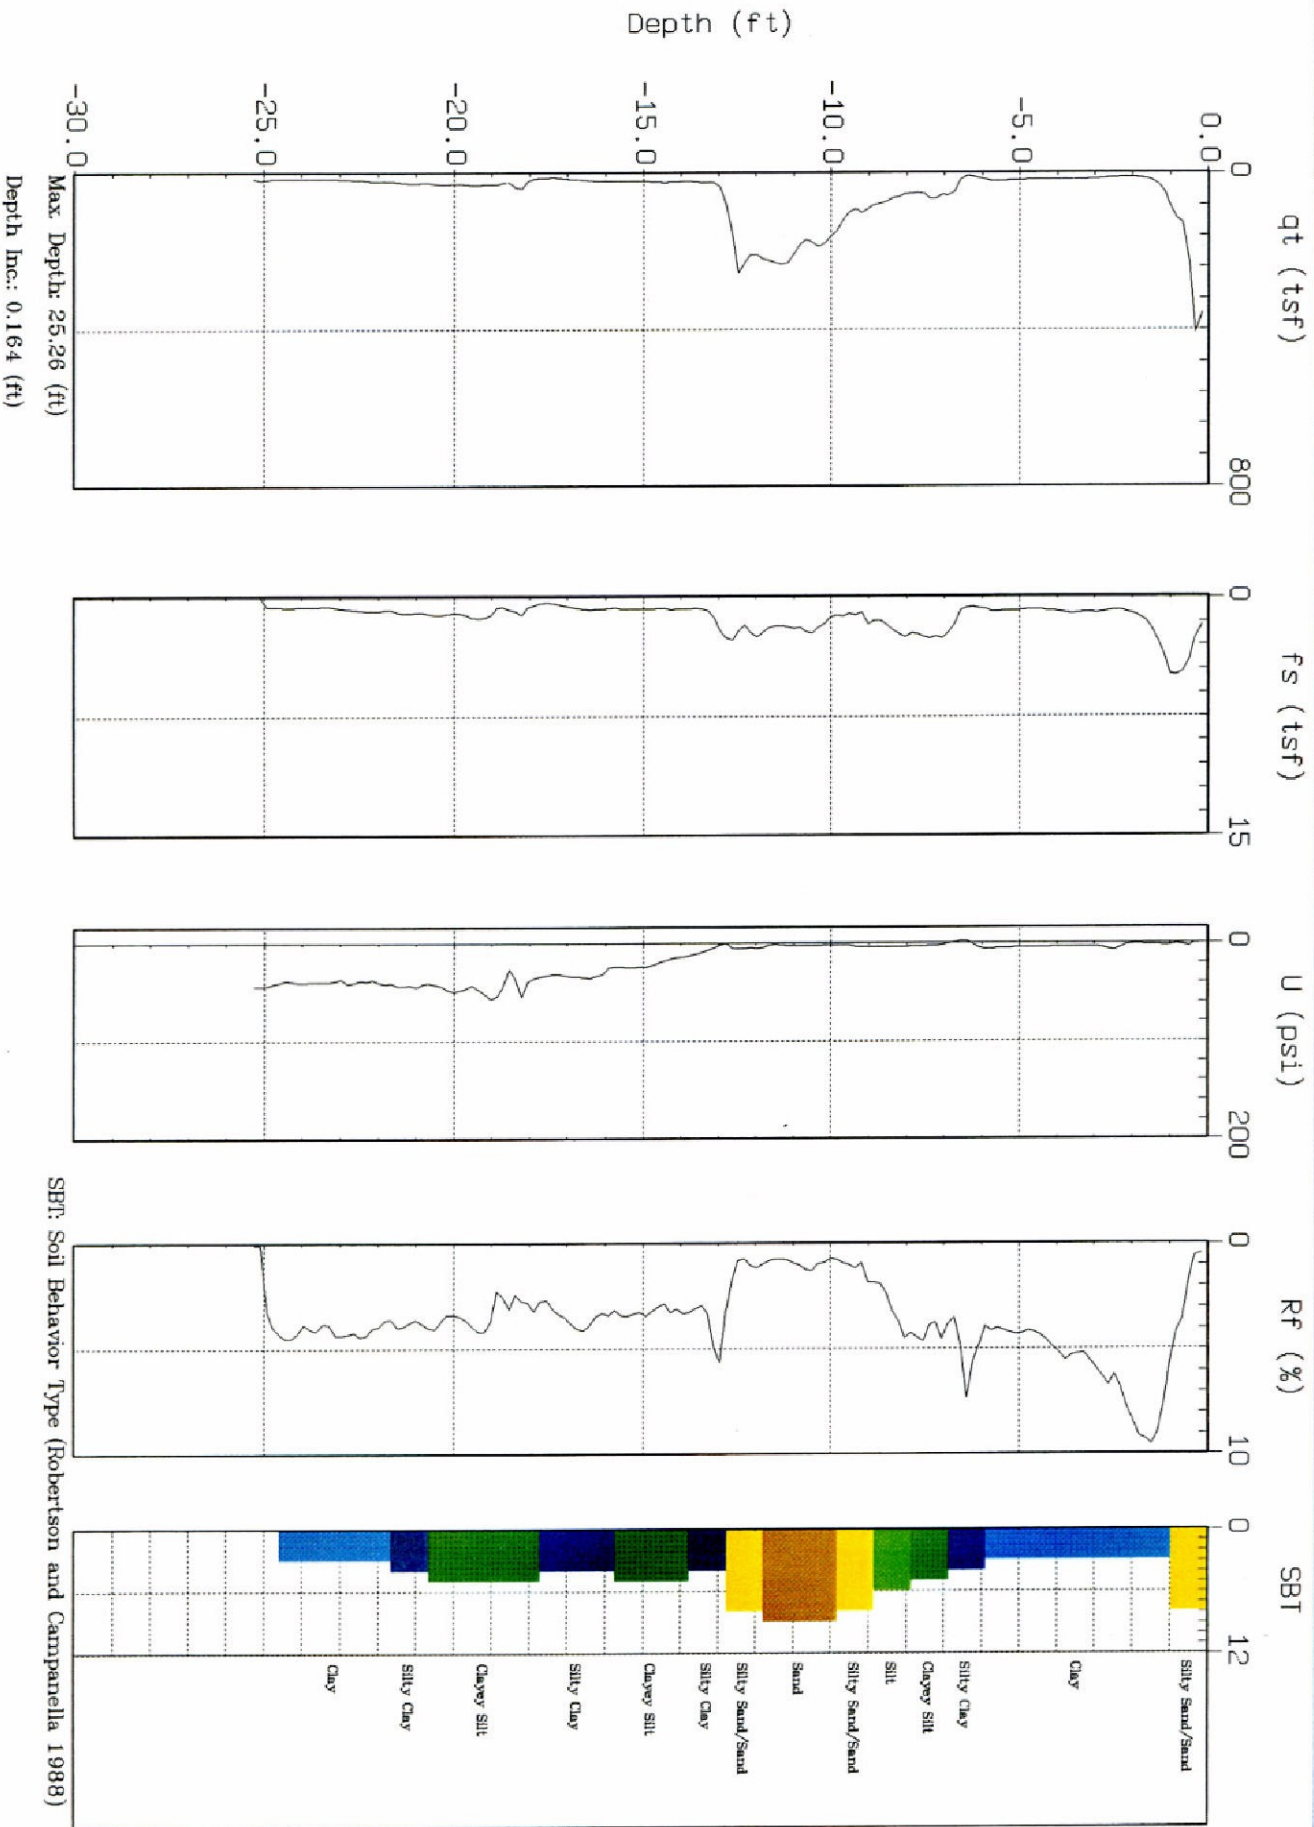 qt (tsf)
0
800
fs (tsf)
0
15
U (psi)
0
200
Rf (%)
0
10
SBT
0
12
Depth (ft)
0.0
-5.0
-10.0
-15.0
-20.0
-25.0
-30.0
Silty Sand/Sand
Clay
Silty Clay
Clayey Silt
Silt
Silty Sand/Sand
Sand
Silty Sand/Sand
Silty Clay
Clayey Silt
Silty Clay
Clayey Silt
Silty Clay
Clay
Max. Depth: 25.26 (ft)
Depth Inc.: 0.164 (ft)
SBT: Soil Behavior Type (Robertson and Campanella 1988)